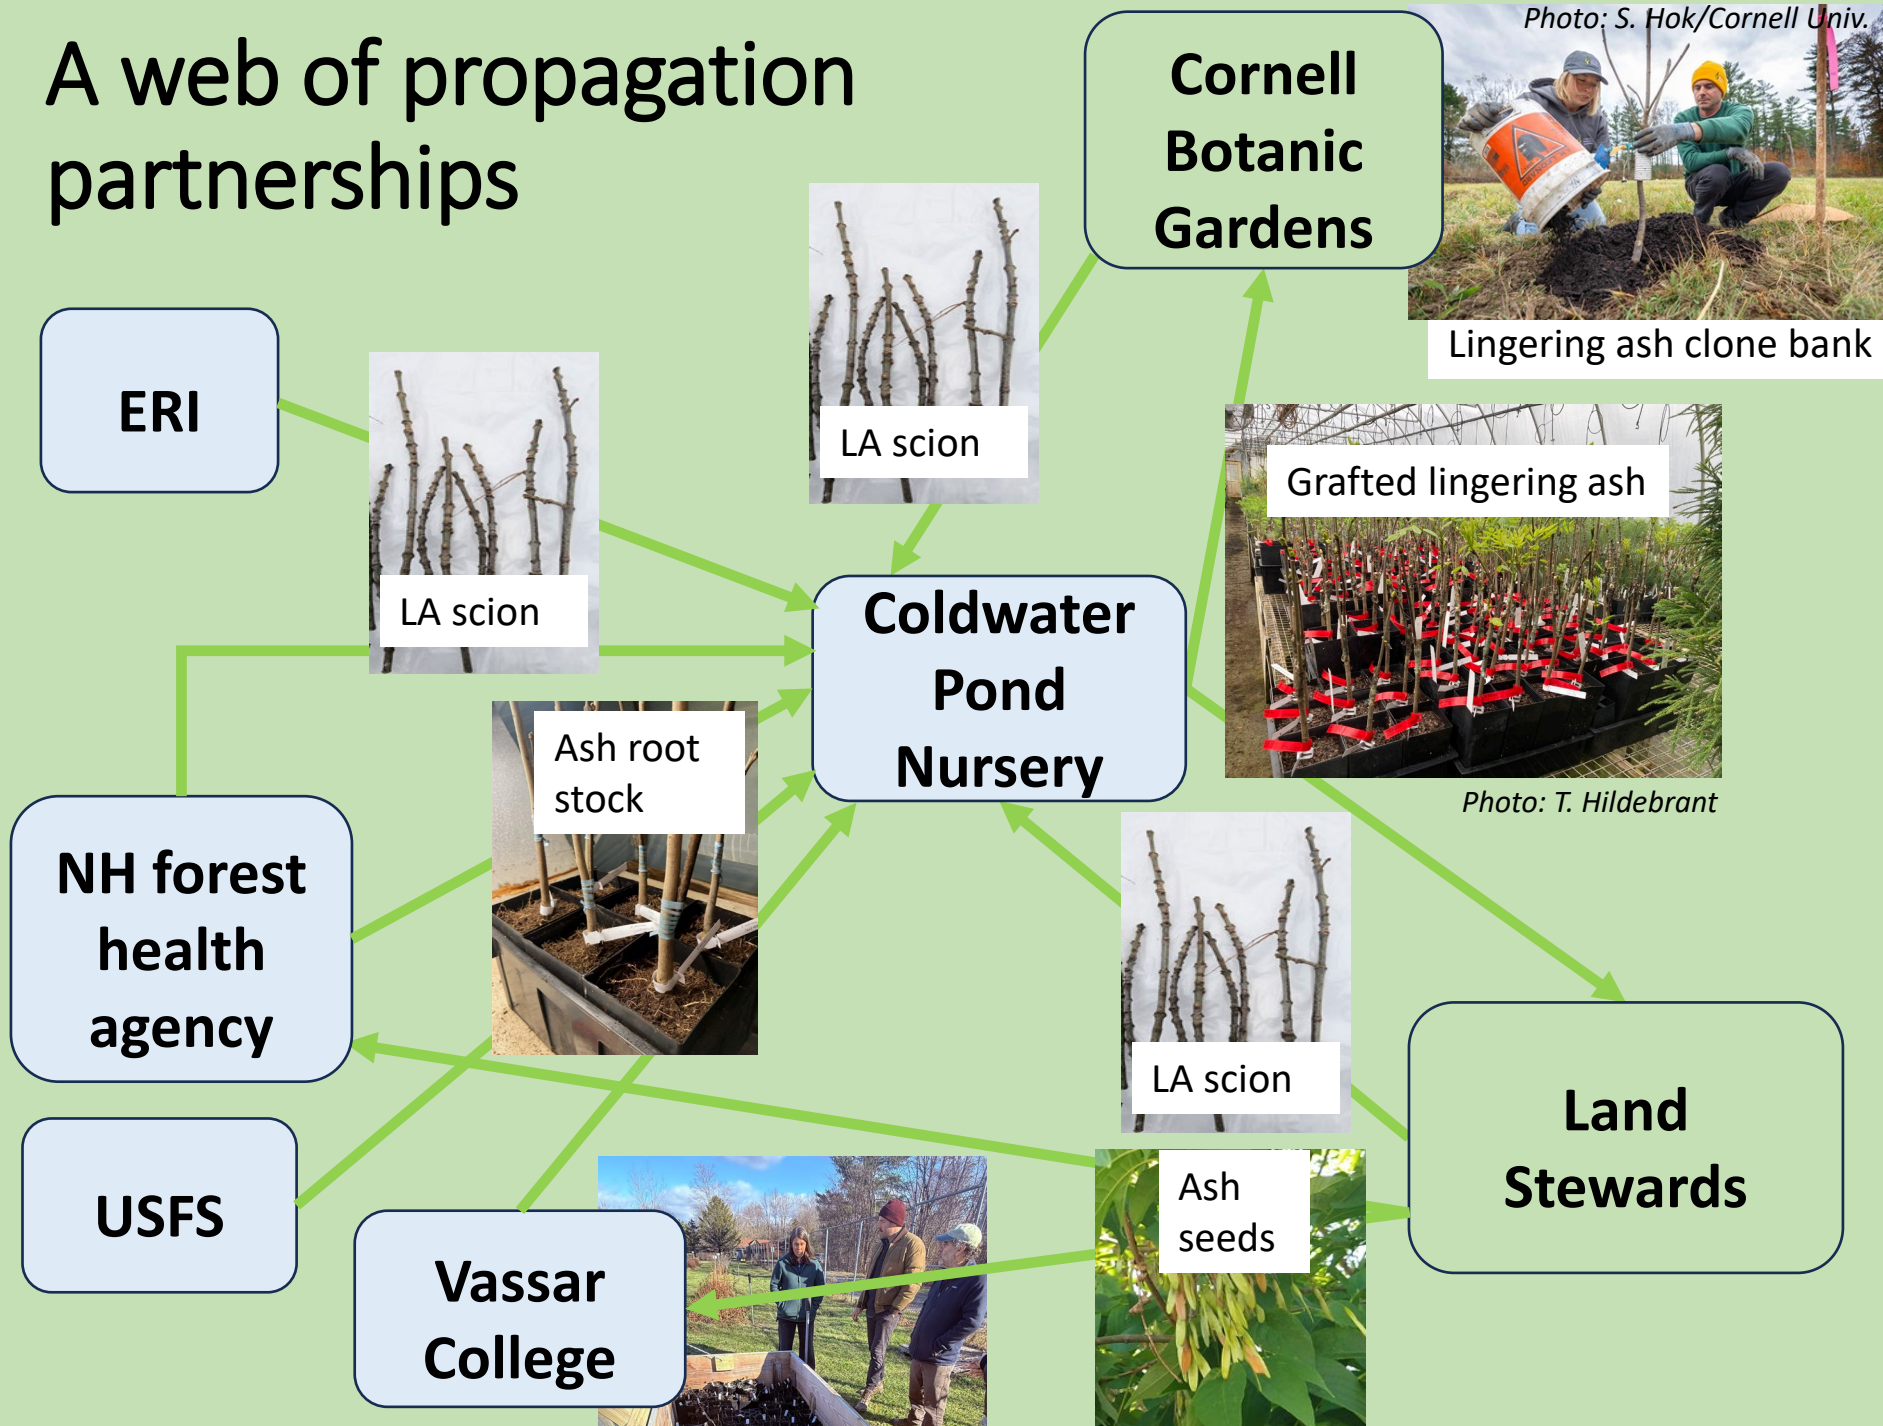 A web of propagation
partnerships
Cornell
Botanic
Gardens
Photo: S. Hok/Cornell Univ.
Lingering ash clone bank
ERI
LA scion
LA scion
Grafted lingering ash
Photo: T. Hildebrant
Coldwater
Pond
Nursery
Ash root
stock
NH forest
health
agency
LA scion
Land
Stewards
USFS
Ash
seeds
Vassar
College